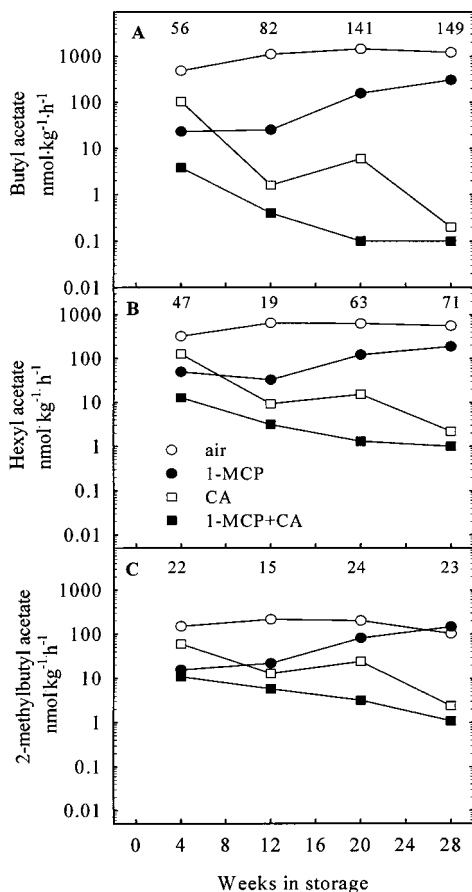 A 56 82 141 149
1000
100
10
1
0.1
0.01
Butyl acetate
nmol·kg⁻¹·h⁻¹
B 47 19 63 71
1000
100
10
1
0.1
Hexyl acetate
nmol·kg⁻¹·h⁻¹
air
1-MCP
CA
1-MCP+CA
C 22 15 24 23
1000
100
10
1
0.1
0.01
2-methylbutyl acetate
nmol·kg⁻¹·h⁻¹
0 4 8 12 16 20 24 28
Weeks in storage